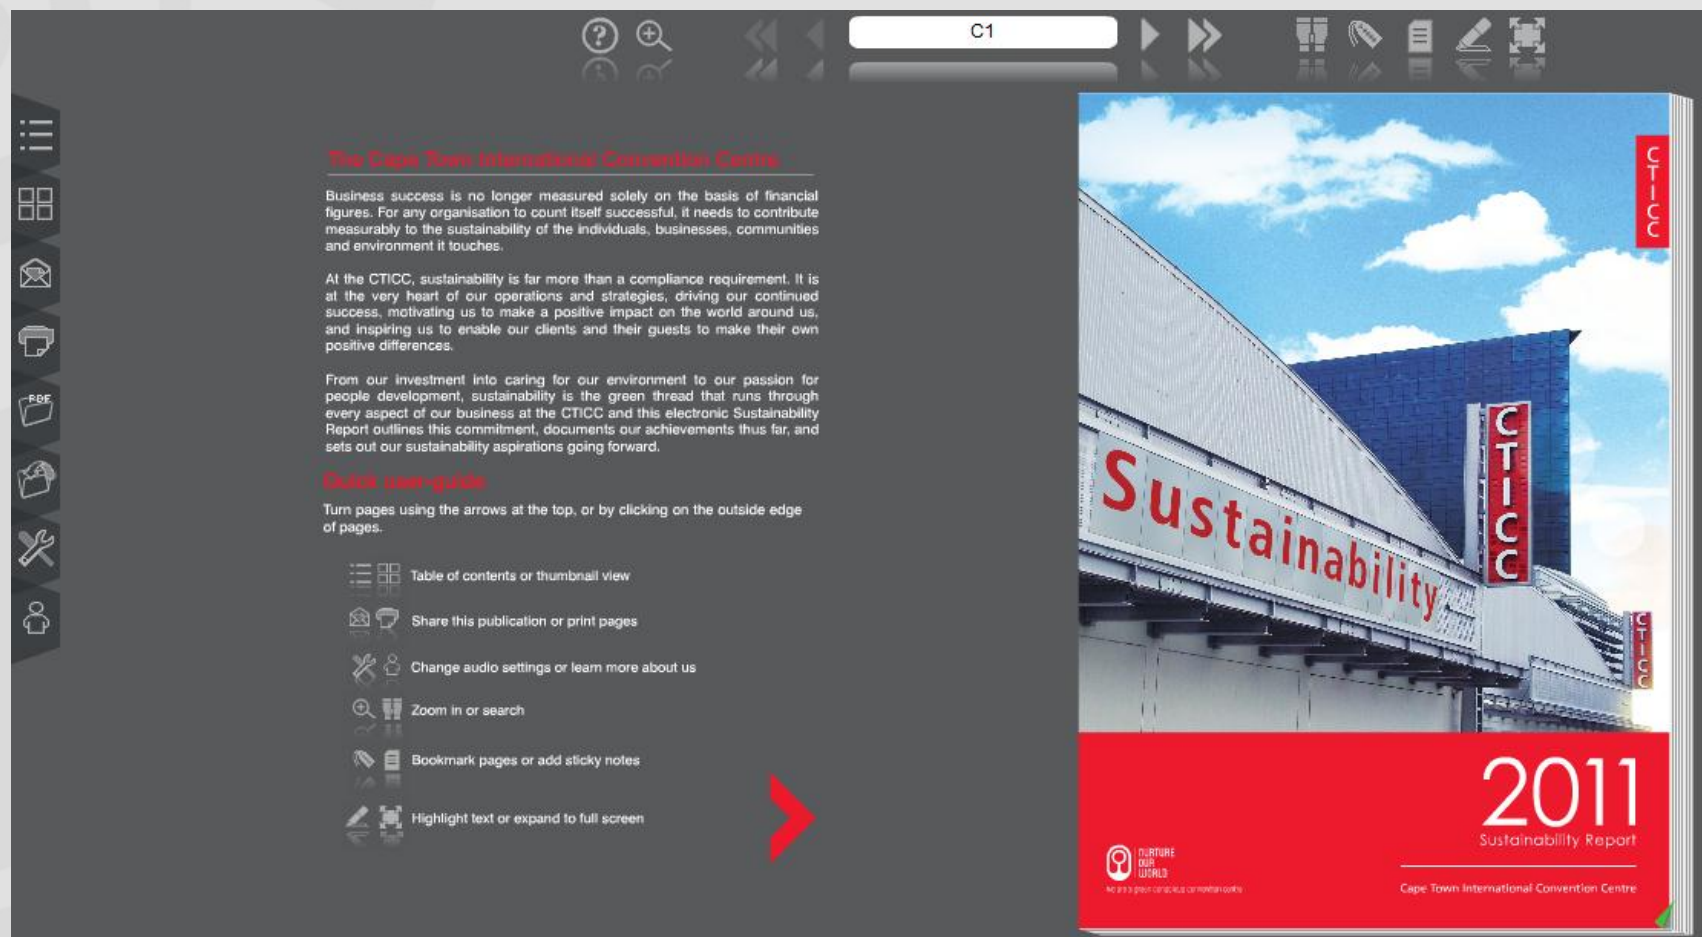 C1
PDF
The Cape Town International Convention Centre
Business success is no longer measured solely on the basis of financial
figures. For any organisation to count itself successful, it needs to contribute
measurably to the sustainability of the individuals, businesses, communities
and environment it touches.
At the CTICC, sustainability is far more than a compliance requirement. It is
at the very heart of our operations and strategies, driving our continued
success, motivating us to make a positive impact on the world around us,
and inspiring us to enable our clients and their guests to make their own
positive differences.
From our investment into caring for our environment to our passion for
people development, sustainability is the green thread that runs through
every aspect of our business at the CTICC and this electronic Sustainability
Report outlines this commitment, documents our achievements thus far, and
sets out our sustainability aspirations going forward.
Quick user-guide
Turn pages using the arrows at the top, or by clicking on the outside edge
of pages.
Table of contents or thumbnail view
Share this publication or print pages
Change audio settings or learn more about us
Zoom in or search
Bookmark pages or add sticky notes
Highlight text or expand to full screen
CTICC
CTICC
Sustainability
CTICC
2011
Sustainability Report
NURTURE
OUR
WORLD
We are a green conscious convention centre
Cape Town International Convention Centre